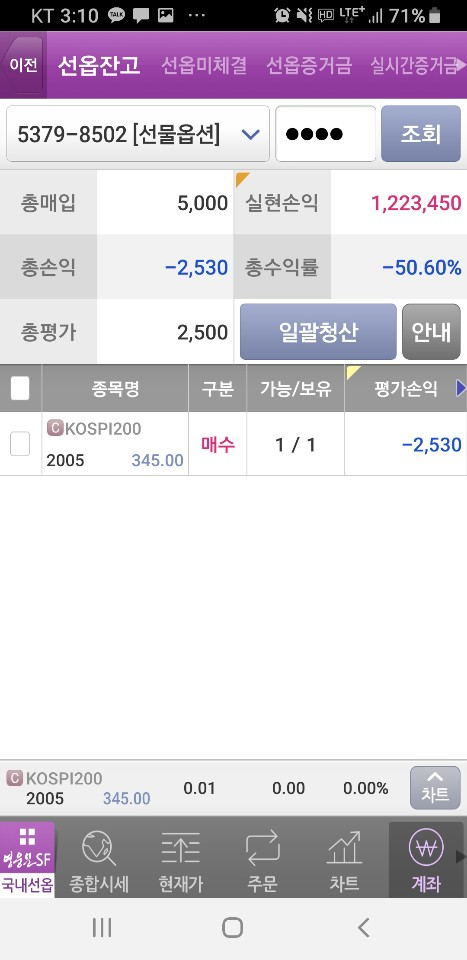 KT 3:10 TALK ... HD LTE+ 71%
이전 선옵잔고 선옵미체결 선옵증거금 실시간증거금
5379-8502 [선물옵션] ●●●● 조회
총매입 5,000 실현손익 1,223,450
총손익 -2,530 총수익률 -50.60%
총평가 2,500 일괄청산 안내
종목명 구분 가능/보유 평가손익
C KOSPI200 매수 1 / 1 -2,530
2005 345.00
C KOSPI200 0.01 0.00 0.00% 차트
2005 345.00
영웅문SF
국내선옵 종합시세 현재가 주문 차트 계좌